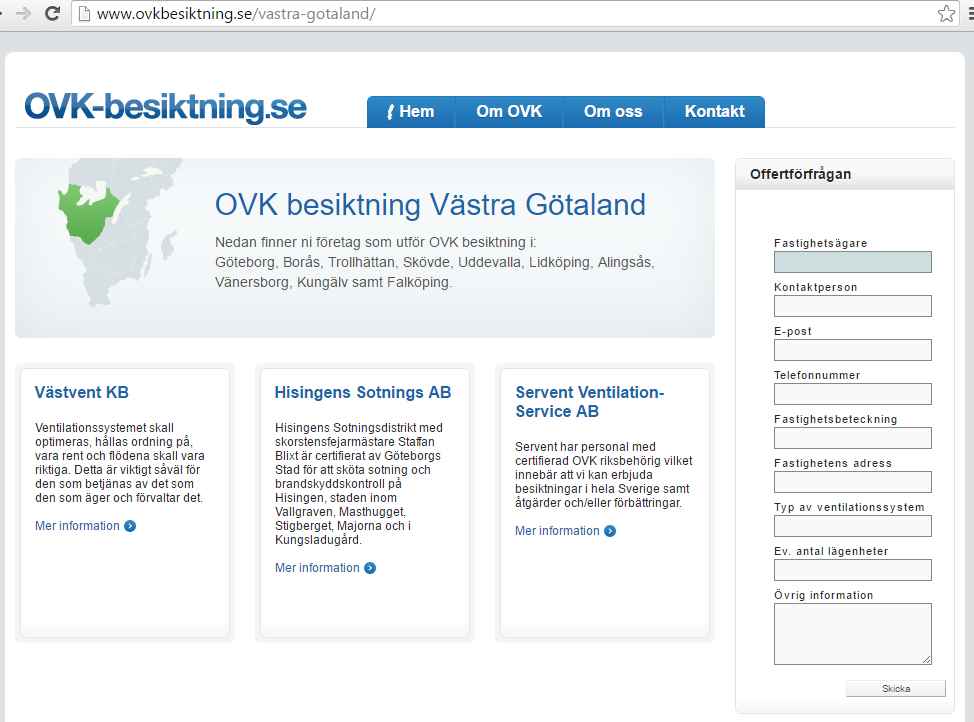 www.ovkbesiktning.se/vastra-gotaland/
OVK-besiktning.se
Hem
Om OVK
Om oss
Kontakt
OVK besiktning Västra Götaland
Nedan finner ni företag som utför OVK besiktning i:
Göteborg, Borås, Trollhättan, Skövde, Uddevalla, Lidköping, Alingsås,
Vänersborg, Kungälv samt Falköping.
Västvent KB
Ventilationssystemet skall
optimeras, hållas ordning på,
vara rent och flödena skall vara
riktiga. Detta är viktigt såväl för
den som betjänas av det som
den som äger och förvaltar det.
Mer information
Hisingens Sotnings AB
Hisingens Sotningsdistrikt med
skorstensfejarmästare Staffan
Blixt är certifierat av Göteborgs
Stad för att sköta sotning och
brandskyddskontroll på
Hisingen, staden inom
Vallgraven, Masthugget,
Stigberget, Majorna och i
Kungsladugård.
Mer information
Servent Ventilation-
Service AB
Servent har personal med
certifierad OVK riksbehörig vilket
innebär att vi kan erbjuda
besiktningar i hela Sverige samt
åtgärder och/eller förbättringar.
Mer information
Offertförfrågan
Fastighetsägare
Kontaktperson
E-post
Telefonnummer
Fastighetsbeteckning
Fastighetens adress
Typ av ventilationssystem
Ev. antal lägenheter
Övrig information
Skicka